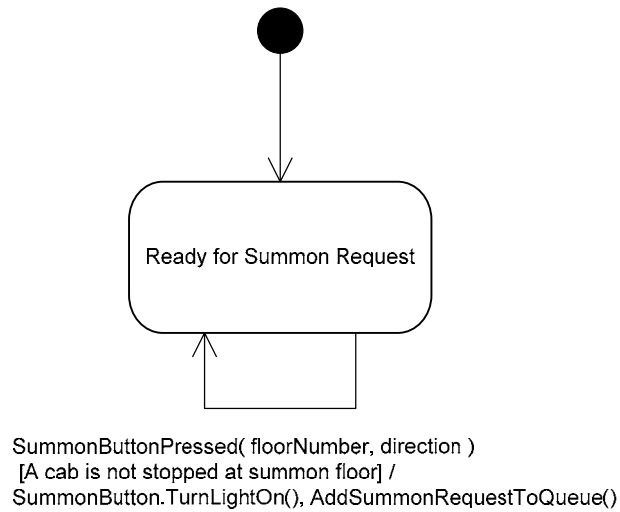 Ready for Summon Request
SummonButtonPressed( floorNumber, direction )
[A cab is not stopped at summon floor] /
SummonButton.TurnLightOn(), AddSummonRequestToQueue()